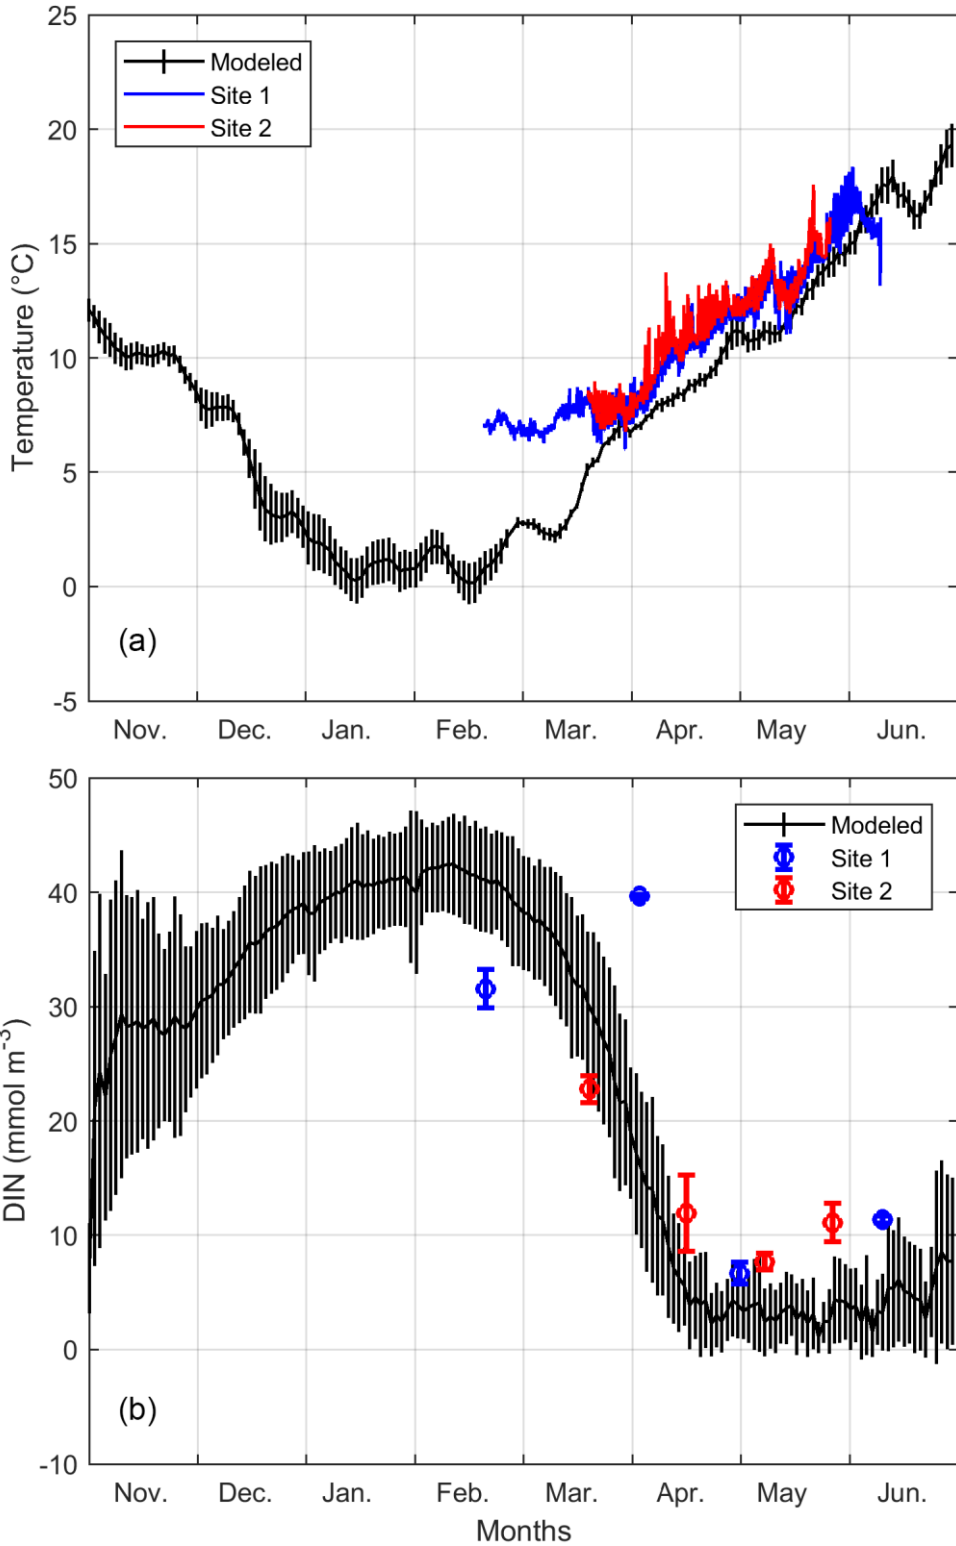 25
20
15
10
5
0
-5
Temperature (°C)
Modeled
Site 1
Site 2
(a)
Nov. Dec. Jan. Feb. Mar. Apr. May Jun.
50
40
30
20
10
0
-10
DIN (mmol m⁻³)
Modeled
Site 1
Site 2
(b)
Nov. Dec. Jan. Feb. Mar. Apr. May Jun.
Months